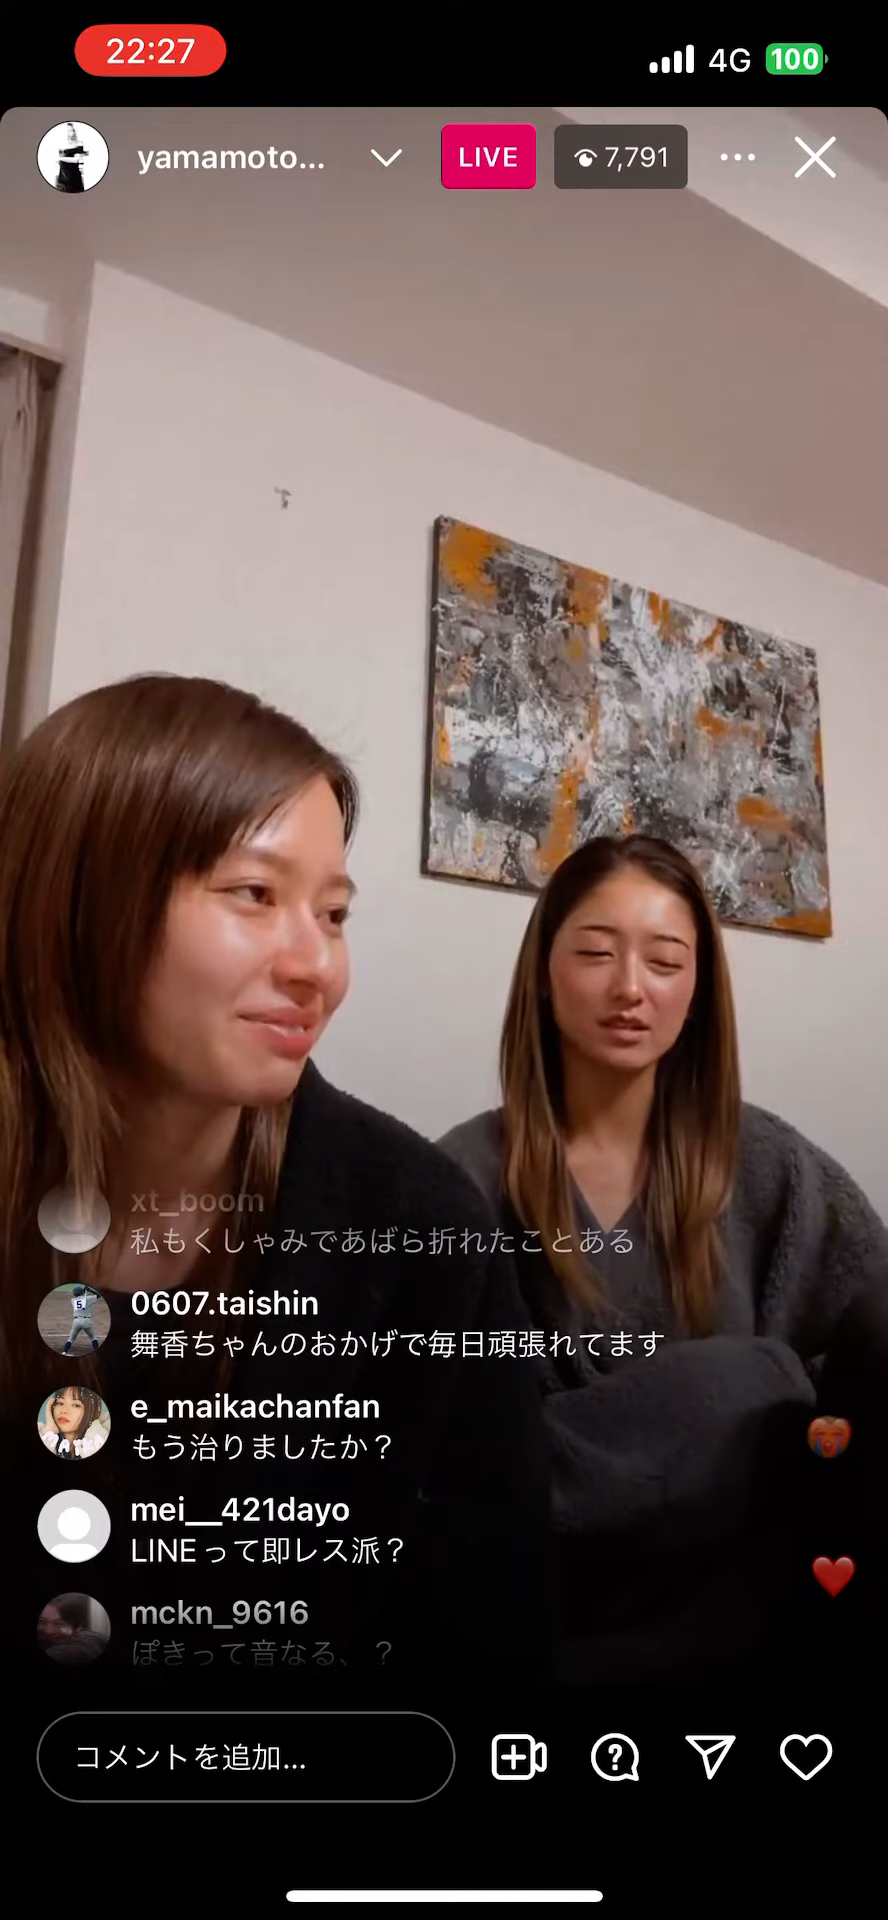 22:27
4G
100
yamamoto...
LIVE
7,791
xt_boom
私もくしゃみであばら折れたことある
0607.taishin
舞香ちゃんのおかげで毎日頑張れてます
e_maikachanfan
もう治りましたか？
mei__421dayo
LINEって即レス派？
mckn_9616
ぽきって音なる、？
コメントを追加...